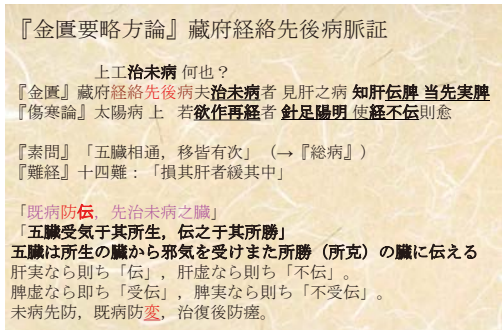 『金匱要略方論』藏府経絡先後病脈証
上工治未病 何也？
『金匱』藏府経絡先後病夫治未病者 見肝之病 知肝伝脾 当先実脾
『傷寒論』太陽病 上 若欲作再経者 針足陽明 使経不伝則愈
『素問』「五臓相通，移皆有次」（→『総病』）
『難経』十四難：「損其肝者緩其中」
「既病防伝，先治未病之臓」
「五臓受気于其所生，伝之于其所勝」
五臓は所生の臓から邪気を受けまた所勝（所克）の臓に伝える
肝実なら則ち「伝」，肝虚なら則ち「不伝」。
脾虚なら即ち「受伝」，脾実なら則ち「不受伝」。
未病先防，既病防変，治復後防瘥。